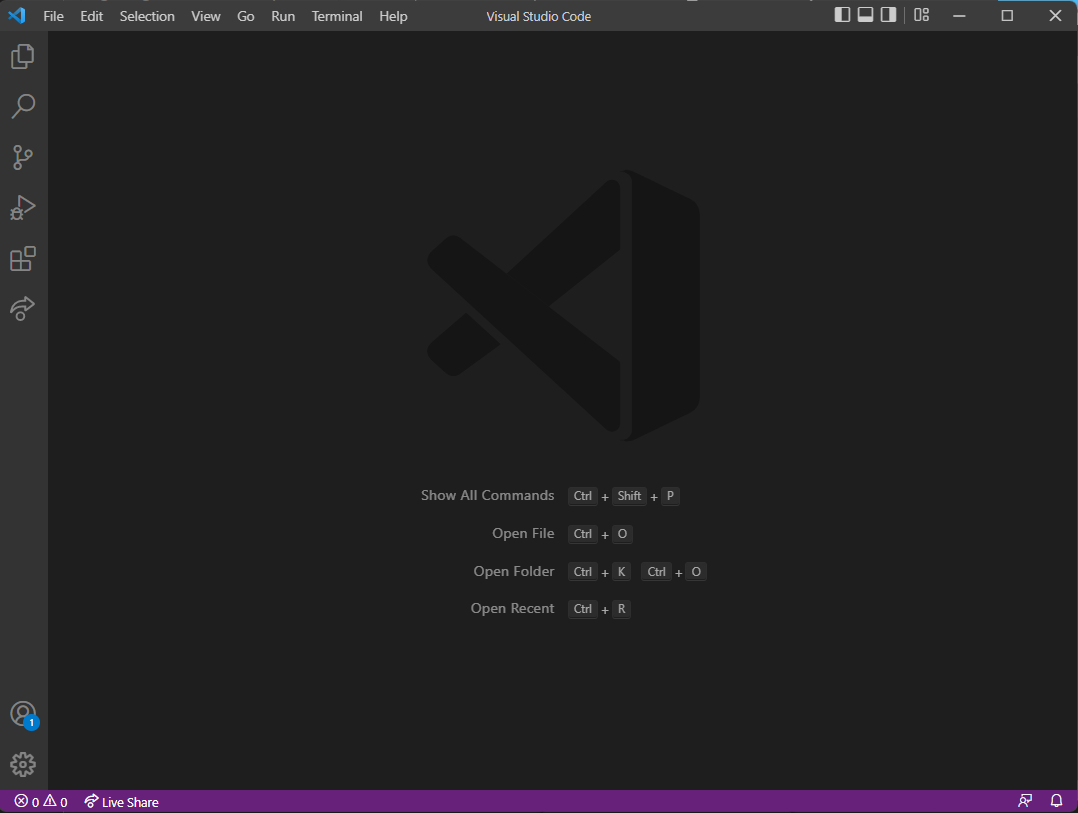 File Edit Selection View Go Run Terminal Help Visual Studio Code
Show All Commands Ctrl + Shift + P
Open File Ctrl + O
Open Folder Ctrl + K Ctrl + O
Open Recent Ctrl + R
1
0 0 Live Share